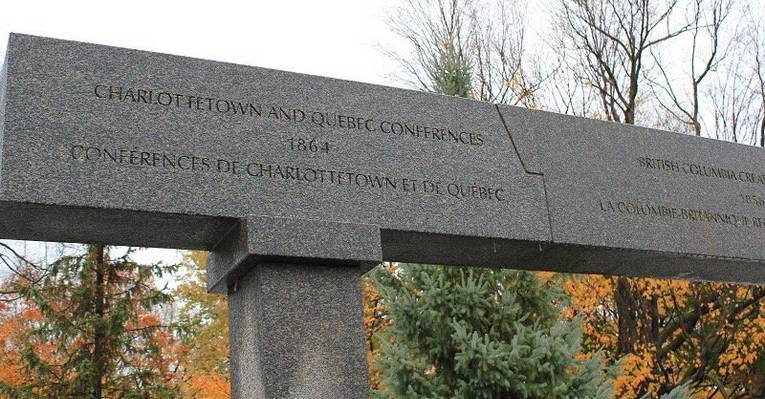 CHARLOTTETOWN AND QUEBEC CONFERENCES
1864
CONFÉRENCES DE CHARLOTTETOWN ET DE QUÉBEC
BRITISH COLUMBIA
LA COLOMBIE-BRITANNIQUE